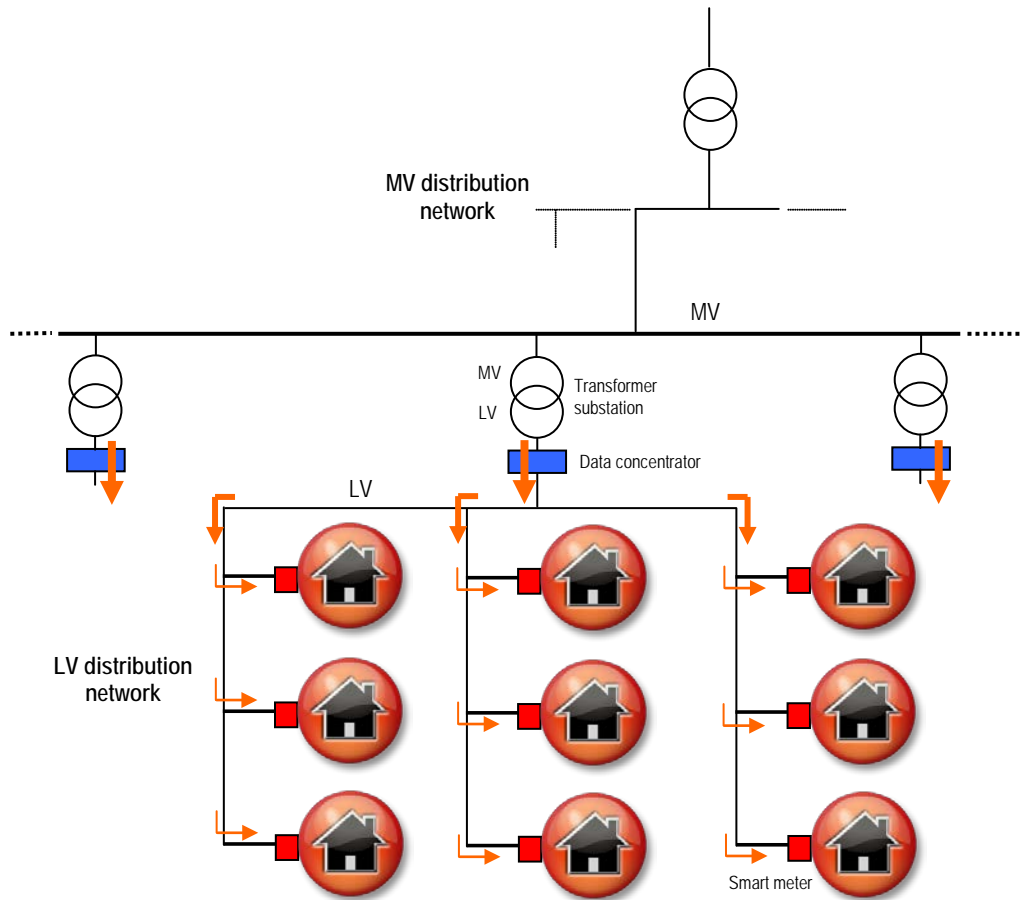 MV distribution
network
MV
MV
Transformer
substation
LV
Data concentrator
LV
LV distribution
network
Smart meter